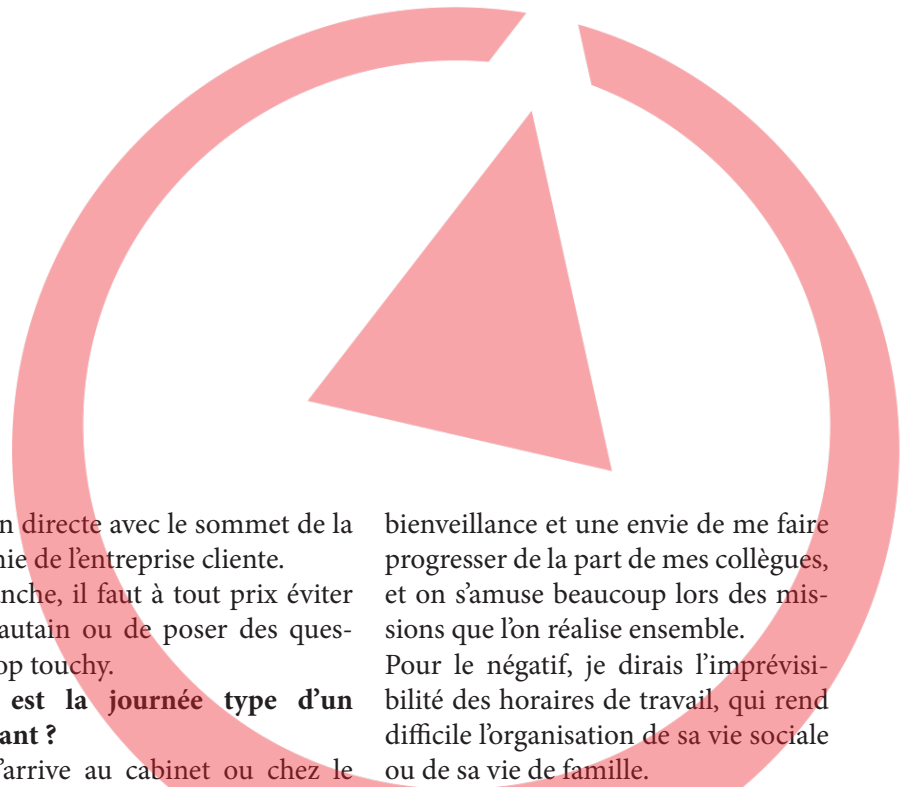 directe avec le sommet de la
de l'entreprise cliente.
il faut à tout prix éviter
ou de poser des ques-
touchy.
est la journée type d'un
?
j'arrive au cabinet ou chez le
bienveillance et une envie de me faire
progresser de la part de mes collègues,
et on s'amuse beaucoup lors des mis-
sions que l'on réalise ensemble.
Pour le négatif, je dirais l'imprévisi-
bilité des horaires de travail, qui rend
difficile l'organisation de sa vie sociale
ou de sa vie de famille.